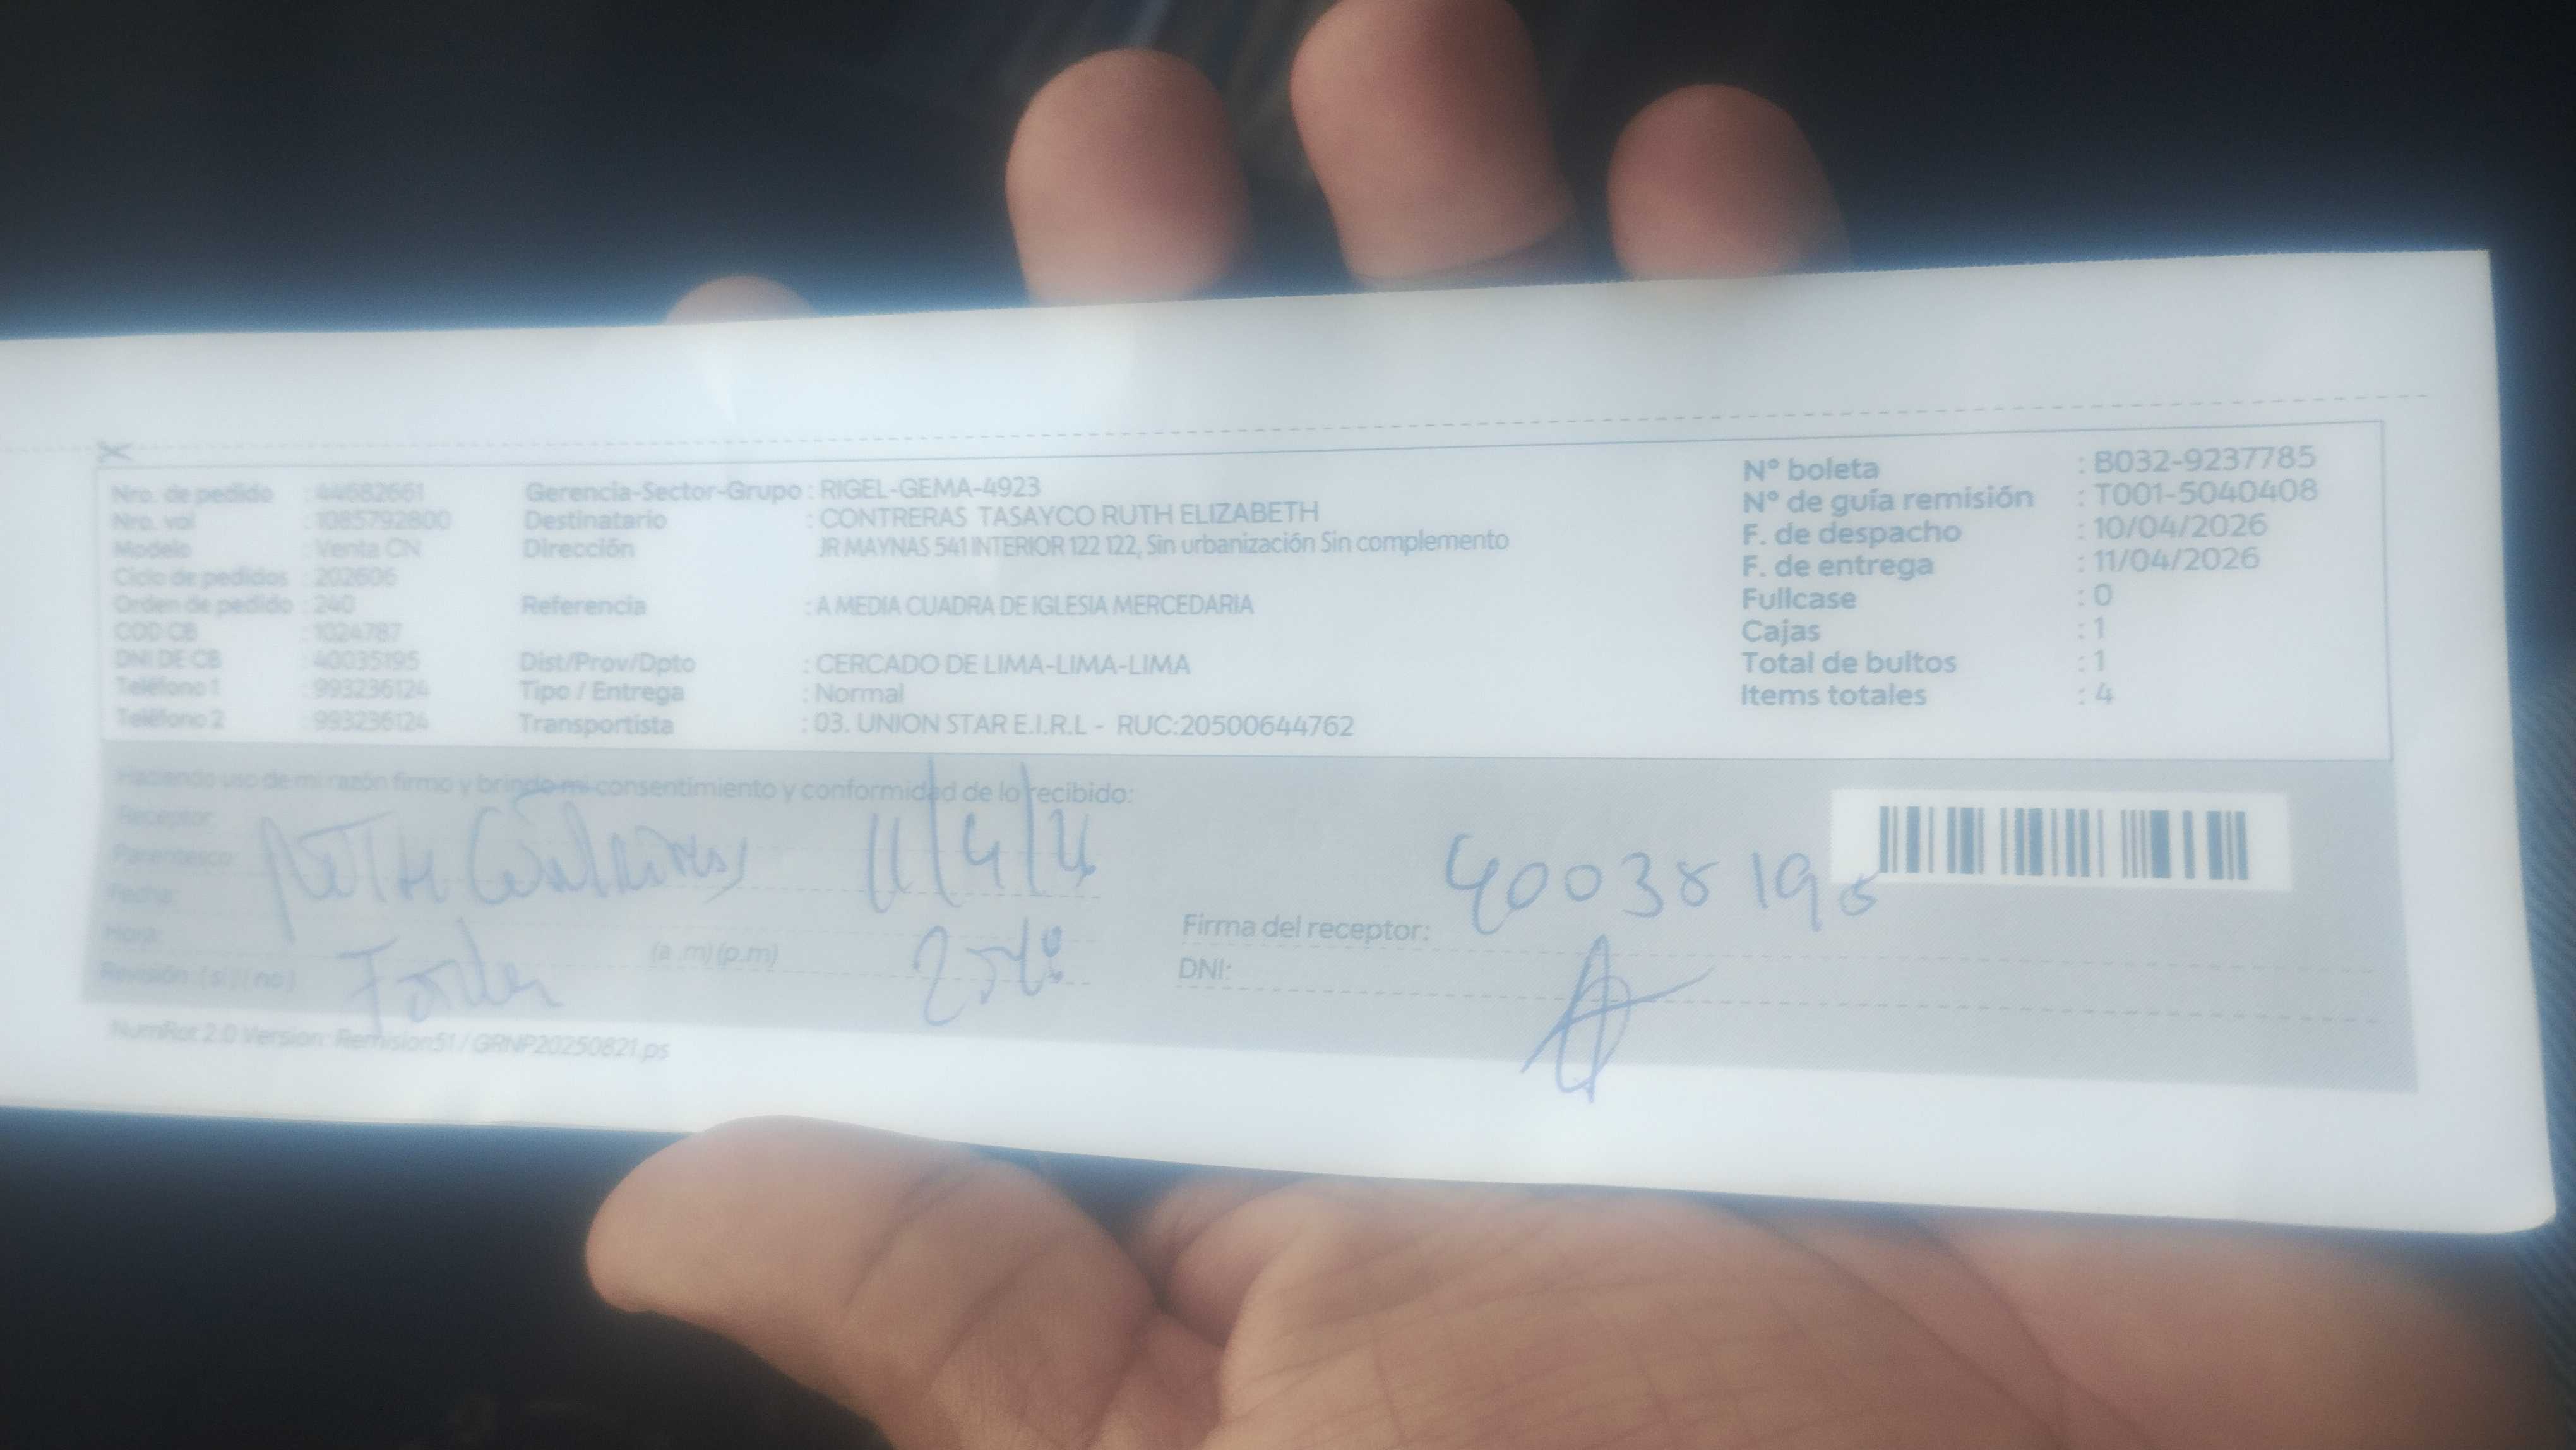 Nro. de pedido : 44682661
Nro. val : 1085792800
Modelo : Venta CN
Ciclo de pedidos : 202606
Orden de pedido : 240
COD CB : 1024787
DNI DE CB : 40035195
Teléfono 1 : 993236124
Teléfono 2 : 993236124
Gerencia-Sector-Grupo : RIGEL-GEMA-4923
Destinatario : CONTRERAS TASAYCO RUTH ELIZABETH
Dirección JR MAYNAS 541 INTERIOR 122 122, Sin urbanización Sin complemento
Referencia : A MEDIA CUADRA DE IGLESIA MERCEDARIA
Dist/Prov/Dpto : CERCADO DE LIMA-LIMA-LIMA
Tipo / Entrega : Normal
Transportista : 03. UNION STAR E.I.R.L - RUC:20500644762
N° boleta : B032-9237785
N° de guía remisión : T001-5040408
F. de despacho : 10/04/2026
F. de entrega : 11/04/2026
Fullcase : 0
Cajas : 1
Total de bultos : 1
Items totales : 4
Haciendo uso de mi razón firmo y brindo mi consentimiento y conformidad de lo recibido:
Receptor:
Parentesco:
Fecha:
Hora: (a.m) (p.m)
Revisión: (si) (no)
11/4/
Firma del receptor:
DNI:
NumRot 2.0 Version: Remision51 / GRNP20250821.ps